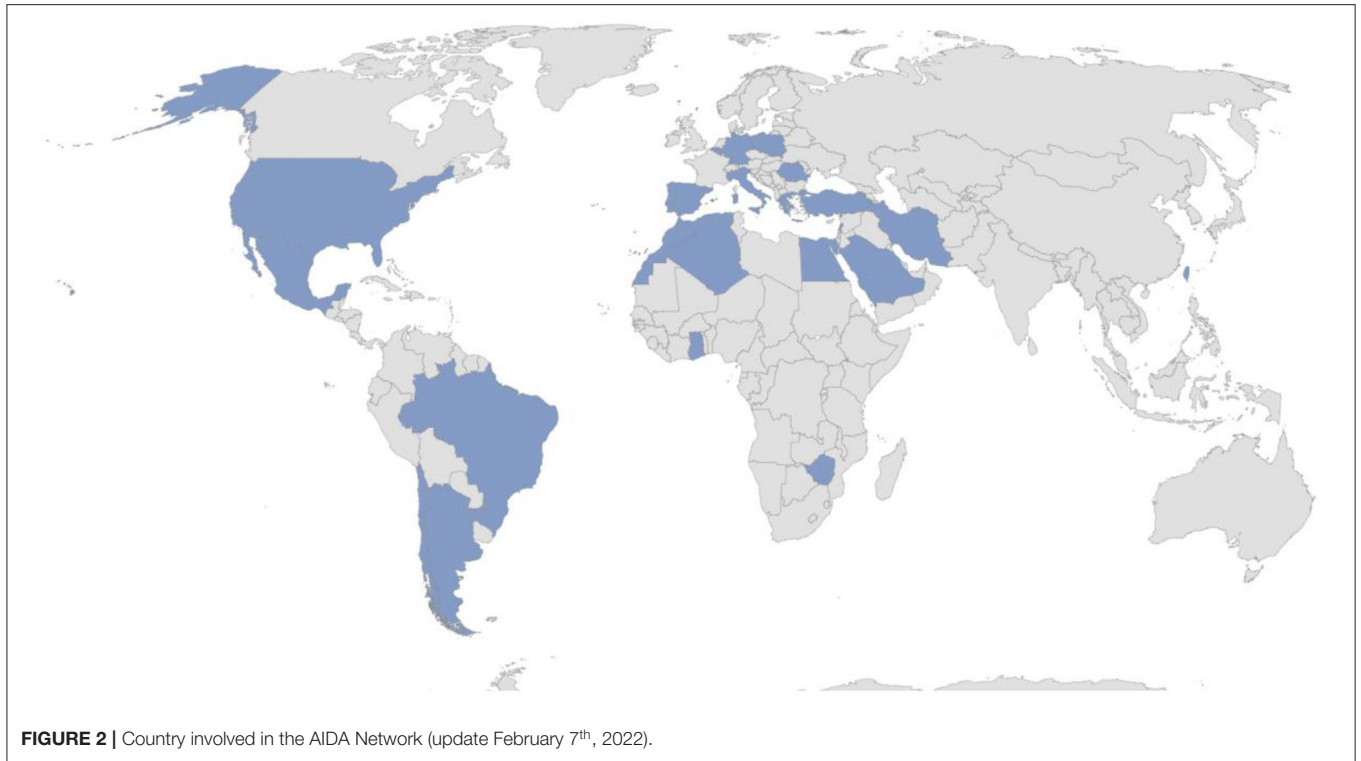 FIGURE 2 | Country involved in the AIDA Network (update February 7th, 2022).